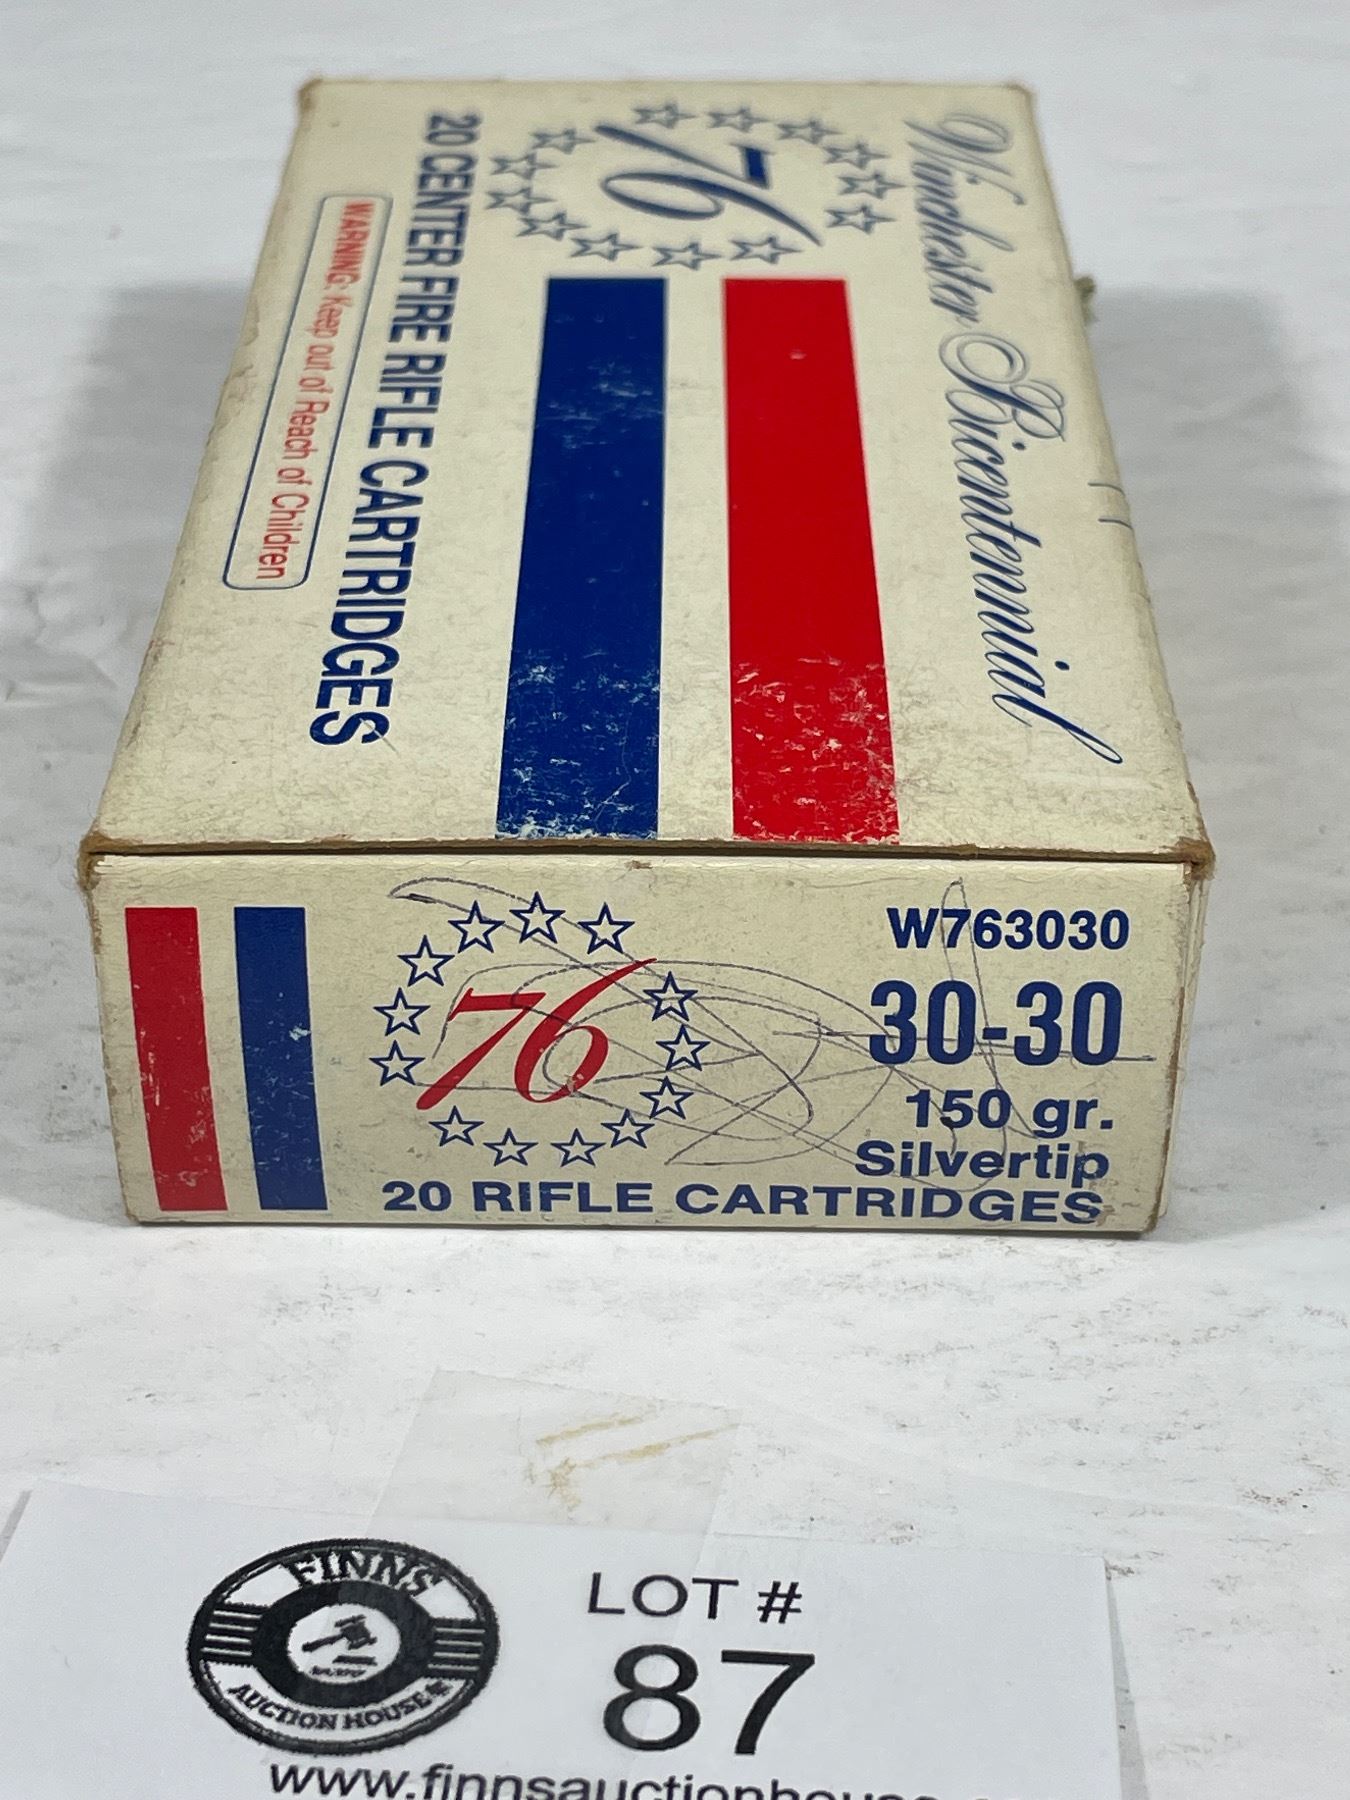 Winchester Bicentennial
76
20 CENTER FIRE RIFLE CARTRIDGES
WARNING: Keep out of Reach of Children
W763030
76
30-30
150 gr.
Silvertip
20 RIFLE CARTRIDGES
FINNS
AUCTION HOUSE
LOT #
87
www.finnsauctionhouse